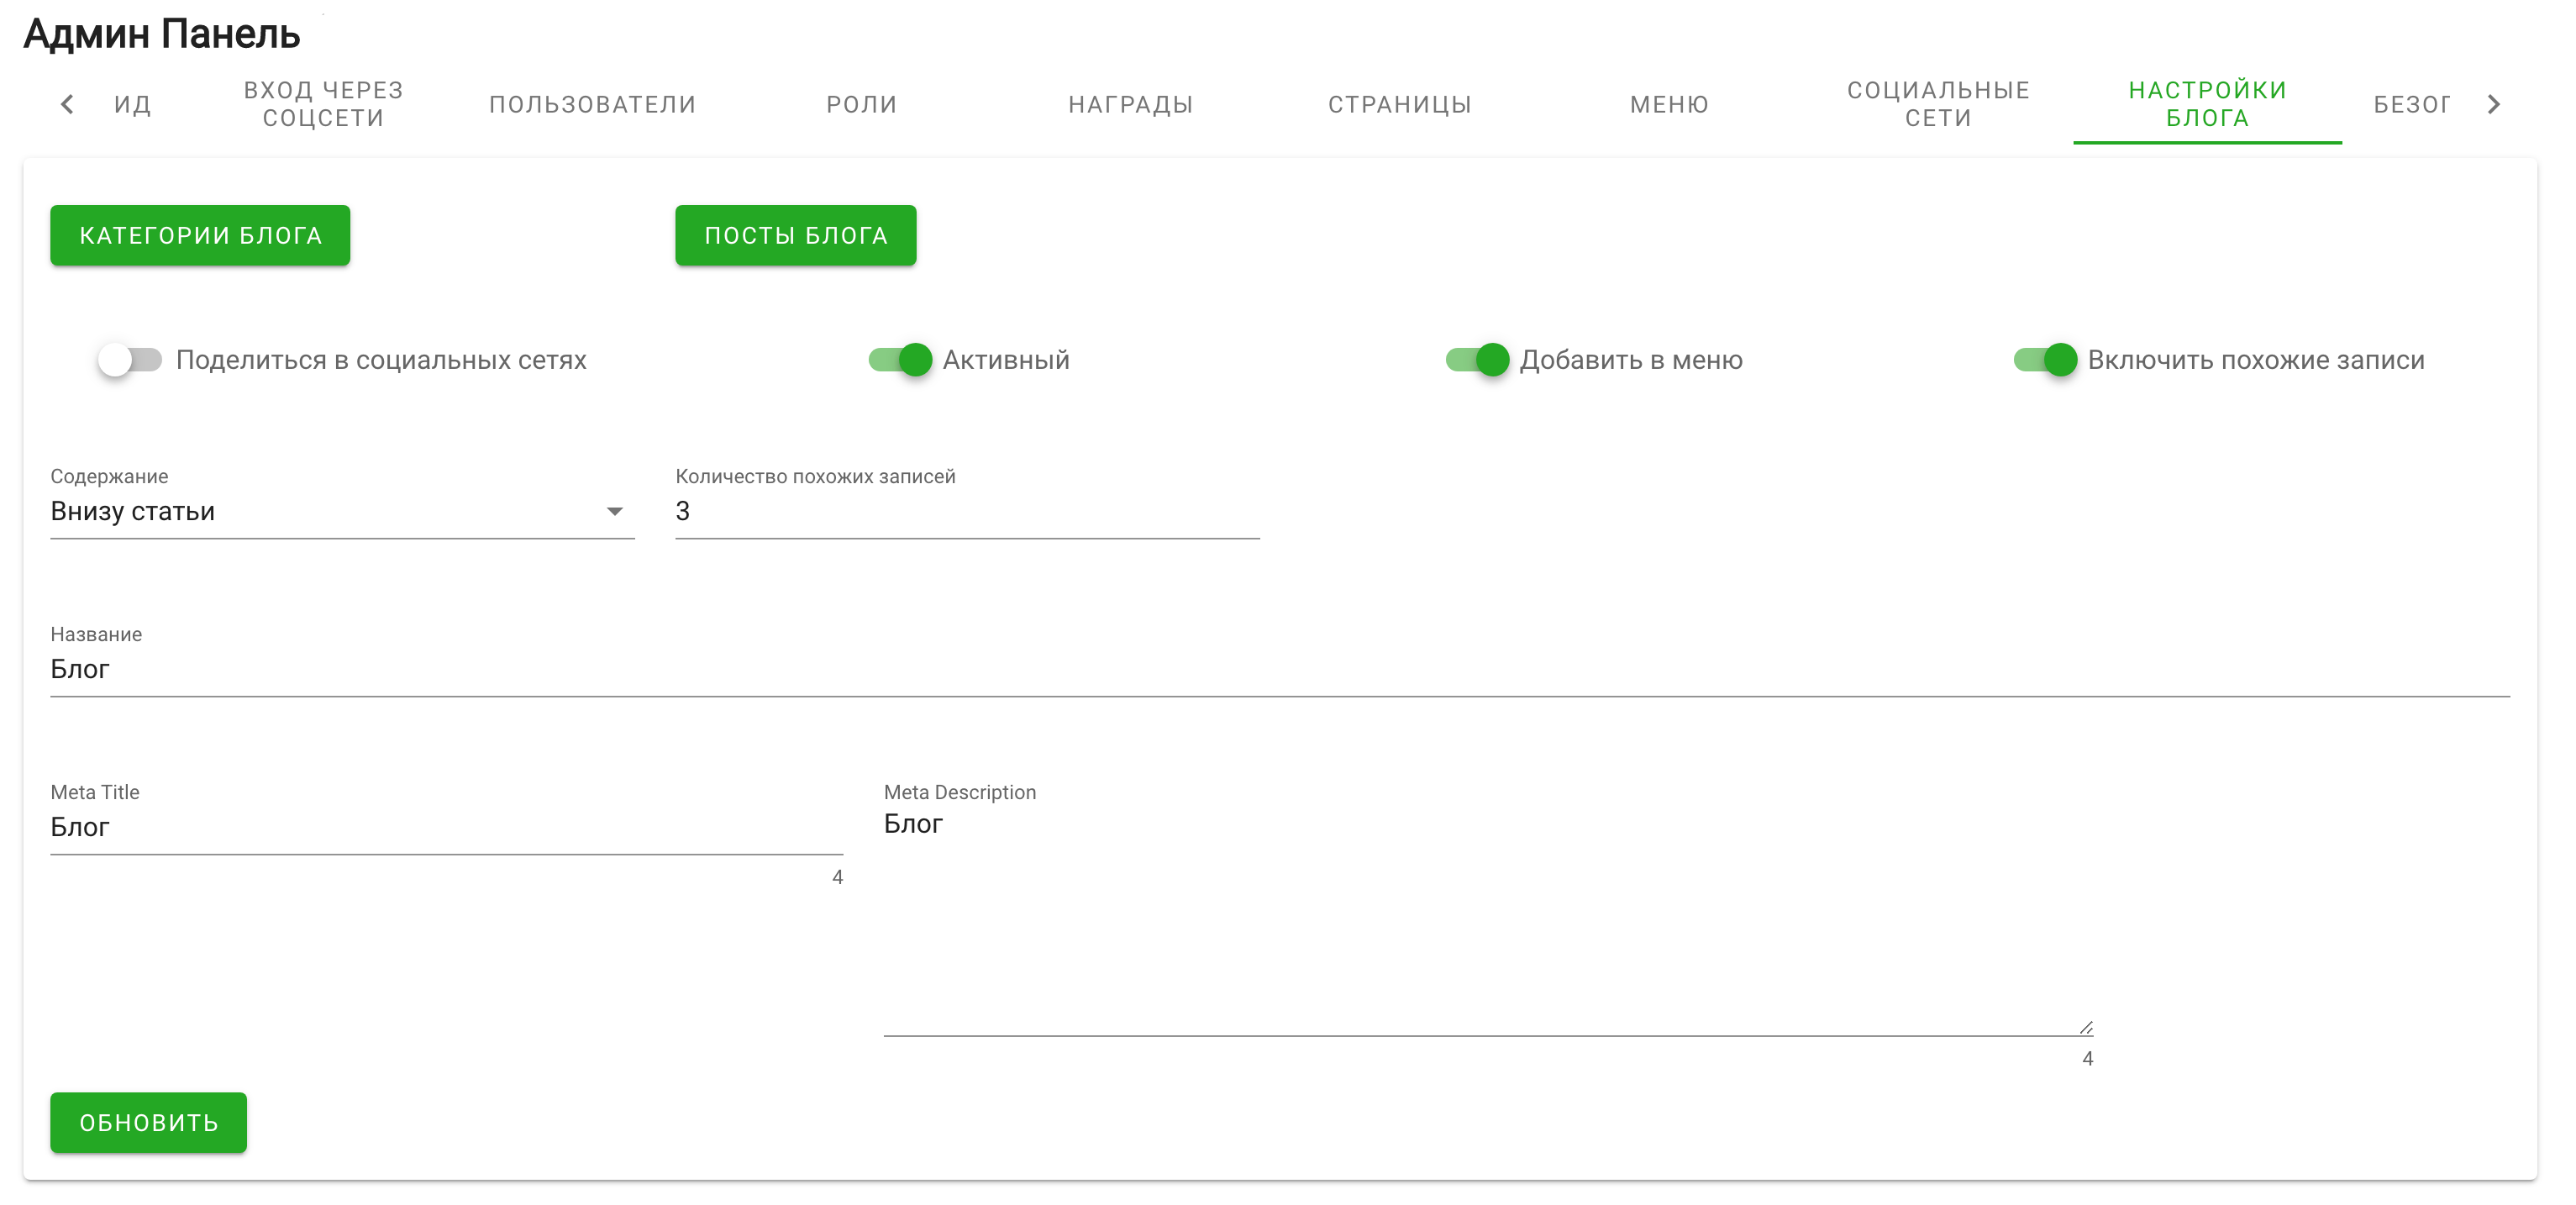 Админ Панель
ИД
ВХОД ЧЕРЕЗ
СОЦСЕТИ
ПОЛЬЗОВАТЕЛИ
РОЛИ
НАГРАДЫ
СТРАНИЦЫ
МЕНЮ
СОЦИАЛЬНЫЕ
СЕТИ
НАСТРОЙКИ
БЛОГА
БЕЗОГ
КАТЕГОРИИ БЛОГА
ПОСТЫ БЛОГА
Поделиться в социальных сетях
Активный
Добавить в меню
Включить похожие записи
Содержание
Внизу статьи
Количество похожих записей
3
Название
Блог
Meta Title
Блог
4
Meta Description
Блог
4
ОБНОВИТЬ